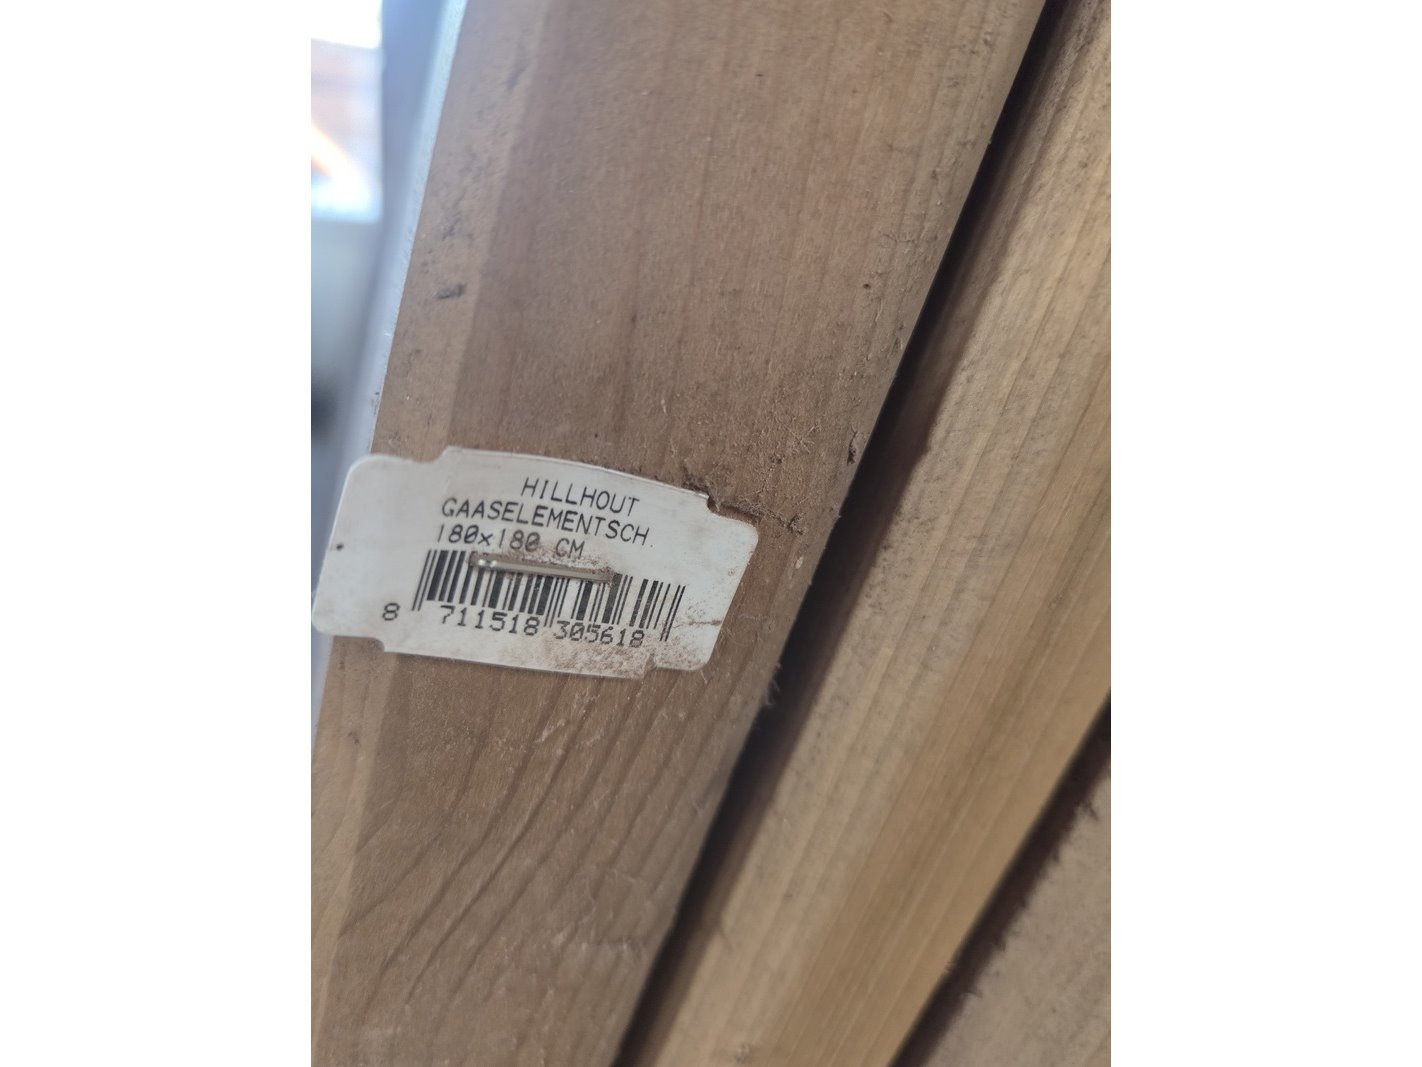 HILLHOUT
GAASELEMENTSCH.
180x180 CM
8 711518 305618